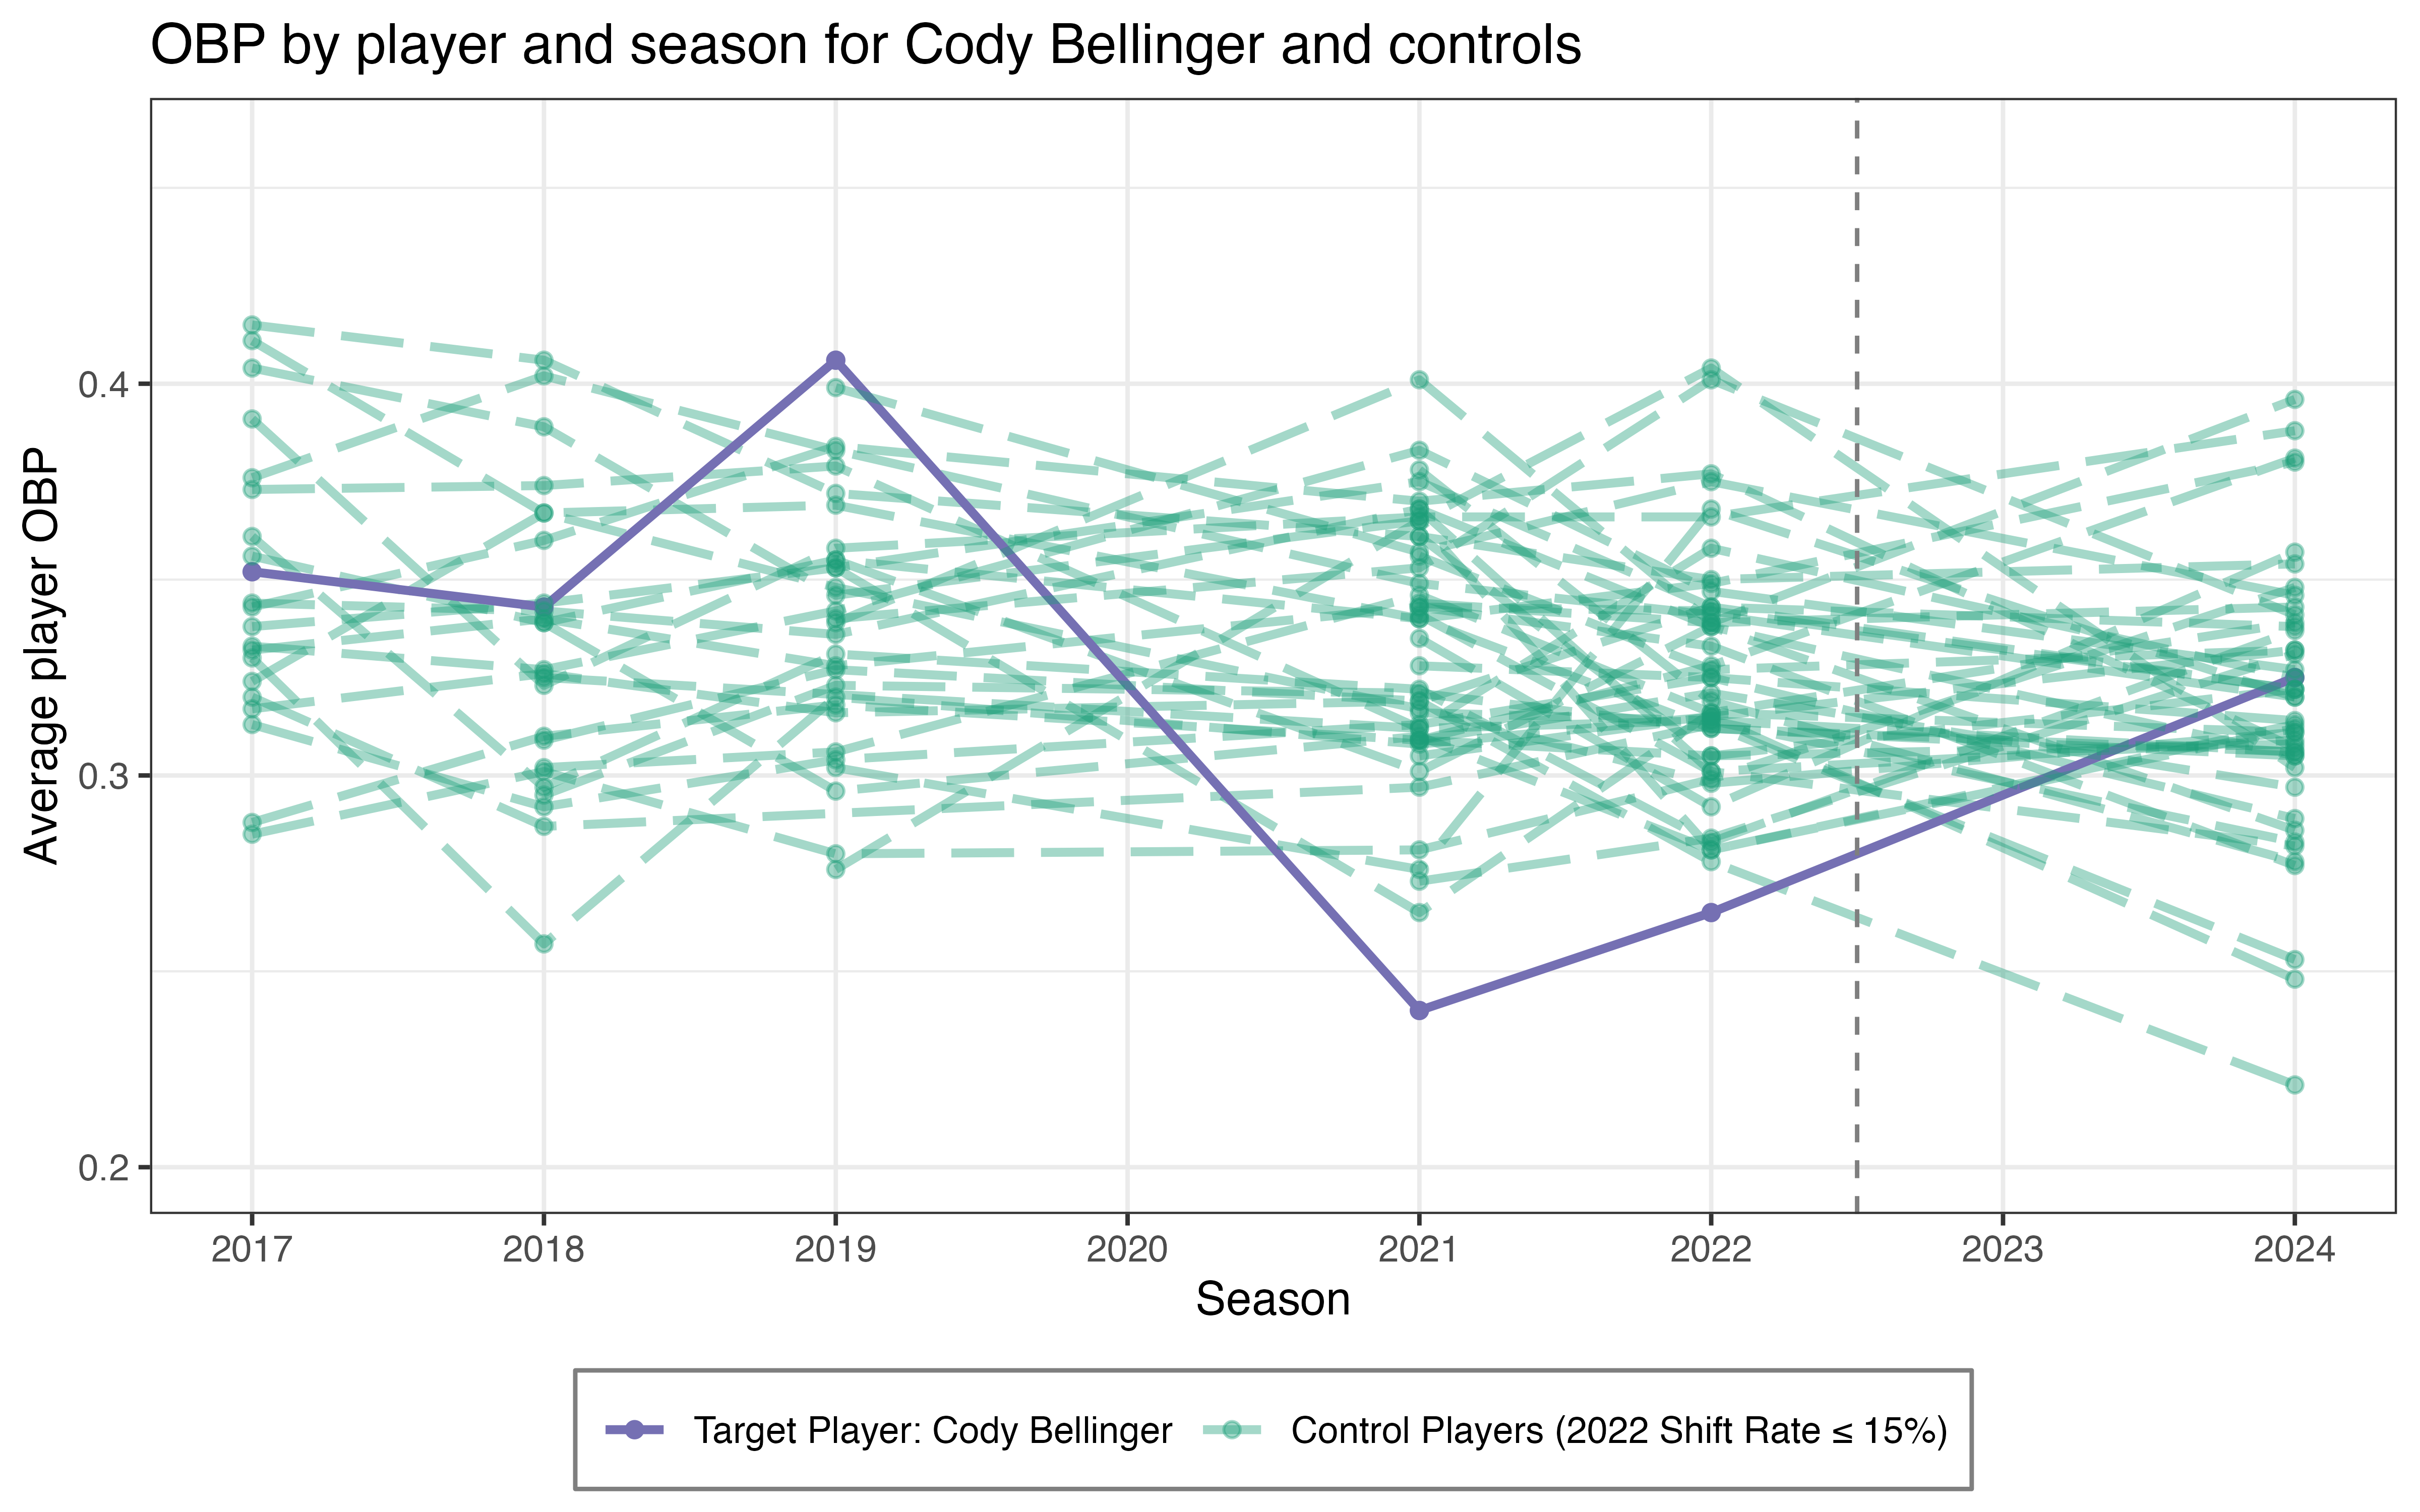 OBP by player and season for Cody Bellinger and controls
Average player OBP
0.4
0.3
0.2
2017 2018 2019 2020 2021 2022 2023 2024
Season
Target Player: Cody Bellinger Control Players (2022 Shift Rate ≤ 15%)